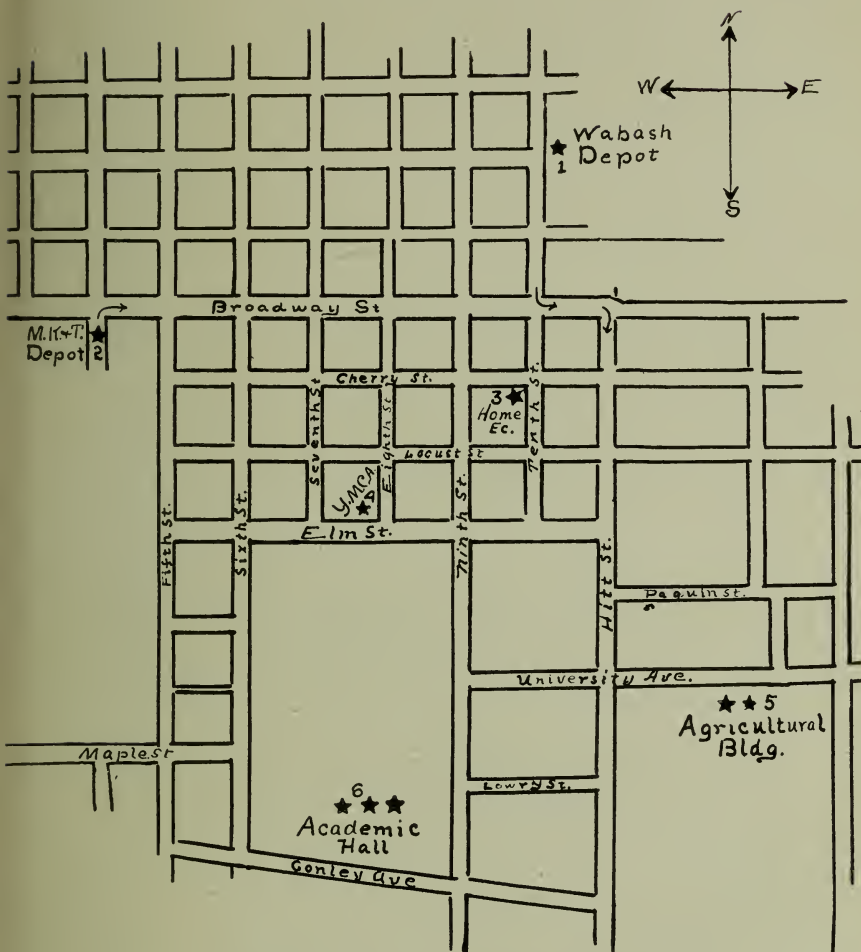 N
W E
S
Wabash
Depot
1
Broadway St
M.K.&T.
Depot 2
Cherry St.
Seventh St
Eighth St
3
Home
Ec.
Tenth St.
Locust St
Y.M.C.A.
Fifth St.
Sixth St.
Elm St.
Ninth St.
Hitt St.
Paquin St.
University Ave.
5
Agricultural
Bldg.
Maple St
Lowry St.
6
Academic
Hall
Conley Ave